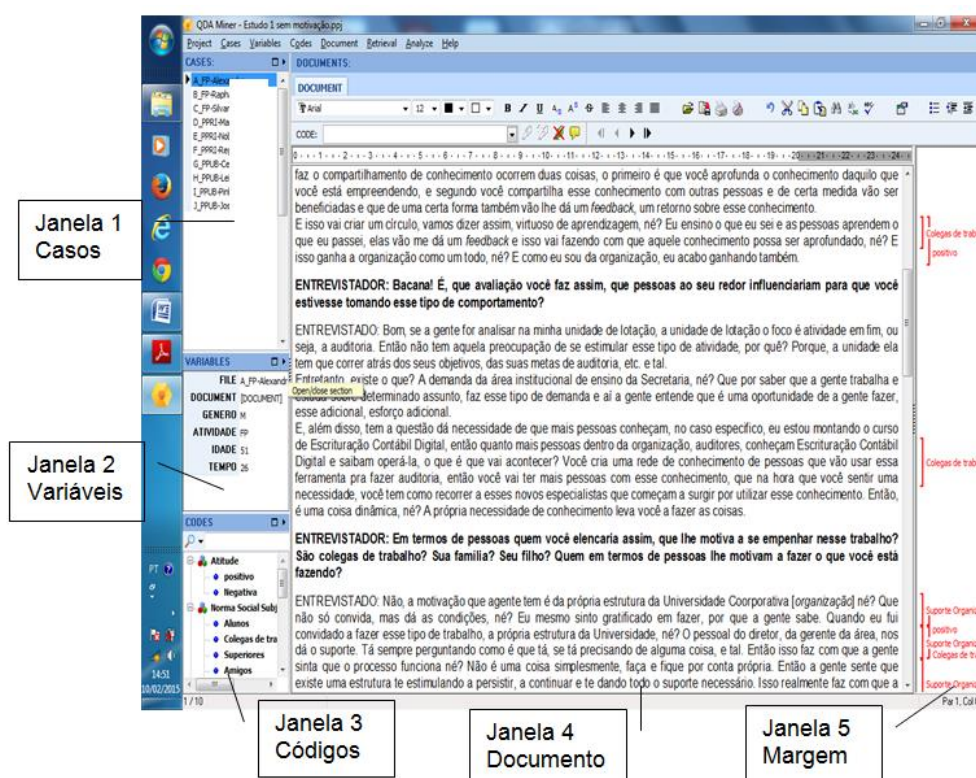 QDA Miner - Estudo 1 sem motivação.ppj
Project Cases Variables Codes Document Retrieval Analyze Help
CASES:
DOCUMENTS:
A_FP-Alexa
B_FP-Rapha
C_FP-Silvar
D_PPRI-Ma
E_PPRI-Nol
F_PPRI-Rej
G_PPUB-Ce
H_PPUB-Lei
I_PPUB-Pri
J_PPUB-Jos
DOCUMENT
Arial 12 B I U
CODE:
faz o compartilhamento de conhecimento ocorrem duas coisas, o primeiro é que você aprofunda o conhecimento daquilo que
você está empreendendo, e segundo você compartilha esse conhecimento com outras pessoas e de certa medida vão ser
beneficiadas e que de uma certa forma também vão lhe dá um feedback, um retorno sobre esse conhecimento.
E isso vai criar um círculo, vamos dizer assim, virtuoso de aprendizagem, né? Eu ensino o que eu sei e as pessoas aprendem o
que eu passei, elas vão me dá um feedback e isso vai fazendo com que aquele conhecimento possa ser aprofundado, né? E
isso ganha a organização como um todo, né? E como eu sou da organização, eu acabo ganhando também.
ENTREVISTADOR: Bacana! É, que avaliação você faz assim, que pessoas ao seu redor influenciariam para que você
estivesse tomando esse tipo de comportamento?
ENTREVISTADO: Bom, se a gente for analisar na minha unidade de lotação, a unidade de lotação o foco é atividade em fim, ou
seja, a auditoria. Então não tem aquela preocupação de se estimular esse tipo de atividade, por quê? Porque, a unidade ela
tem que correr atrás dos seus objetivos, das suas metas de auditoria, etc. e tal.
Entretanto, existe o que? A demanda da área institucional de ensino da Secretaria, né? Que por saber que a gente trabalha e
determinado assunto, faz esse tipo de demanda e aí a gente entende que é uma oportunidade de a gente fazer,
esse adicional, esforço adicional.
E, além disso, tem a questão dá necessidade de que mais pessoas conheçam, no caso especifico, eu estou montando o curso
de Escrituração Contábil Digital, então quanto mais pessoas dentro da organização, auditores, conheçam Escrituração Contábil
Digital e saibam operá-la, o que é que vai acontecer? Você cria uma rede de conhecimento de pessoas que vão usar essa
ferramenta pra fazer auditoria, então você vai ter mais pessoas com esse conhecimento, que na hora que você sentir uma
necessidade, você tem como recorrer a esses novos especialistas que começam a surgir por utilizar esse conhecimento. Então,
é uma coisa dinâmica, né? A própria necessidade de conhecimento leva você a fazer as coisas.
ENTREVISTADOR: Em termos de pessoas quem você elencaria assim, que lhe motiva a se empenhar nesse trabalho?
São colegas de trabalho? Sua família? Seu filho? Quem em termos de pessoas lhe motivam a fazer o que você está
fazendo?
ENTREVISTADO: Não, a motivação que agente tem é da própria estrutura da Universidade Coorporativa [organização] né? Que
não só convida, mas dá as condições, né? Eu mesmo sinto gratificado em fazer, por que a gente sabe. Quando eu fui
convidado a fazer esse tipo de trabalho, a própria estrutura da Universidade, né? O pessoal do diretor, da gerente da área, nos
dá o suporte. Tá sempre perguntando como é que tá, se tá precisando de alguma coisa, e tal. Então isso faz com que a gente
sinta que o processo funciona né? Não é uma coisa simplesmente, faça e fique por conta própria. Então a gente sente que
existe uma estrutura te estimulando a persistir, a continuar e te dando todo o suporte necessário. Isso realmente faz com que a
Colegas de trab
positivo
Colegas de trab
Suporte Organiz
positivo
Suporte Organiz
Colegas de tra
Suporte Organiz
VARIABLES
FILE A_FP-Alexandr
Open/close section
DOCUMENT [DOCUMENT]
GENERO M
ATIVIDADE FP
IDADE 51
TEMPO 26
CODES
Atitude
positivo
Negativa
Norma Social Subj
Alunos
Colegas de tra
Superiores
Amigos
PT
14:51
10/02/2015
1 / 10
Par 1, Col
Janela 1
Casos
Janela 2
Variáveis
Janela 3
Códigos
Janela 4
Documento
Janela 5
Margem